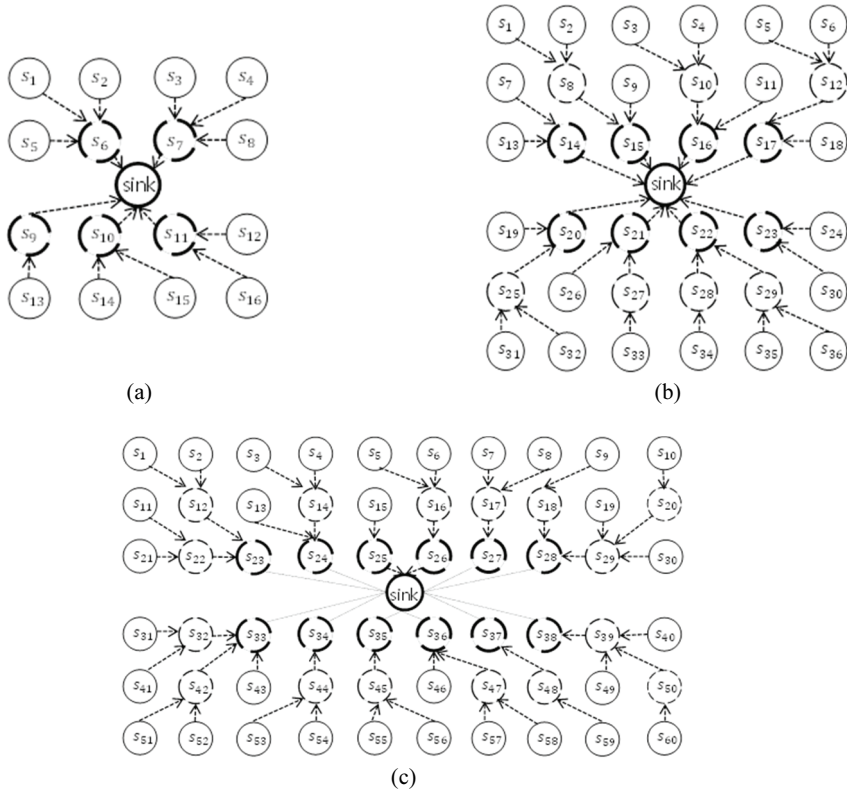 s1 s2 s3 s4
s5 s6 s7 s8
sink
s9 s10 s11 s12
s13 s14 s15 s16
(a)
s1 s2 s3 s4 s5 s6
s7 s8 s9 s10 s11 s12
s13 s14 s15 s16 s17 s18
sink
s19 s20 s21 s22 s23 s24
s25 s26 s27 s28 s29 s30
s31 s32 s33 s34 s35 s36
(b)
s1 s2 s3 s4 s5 s6 s7 s8 s9 s10
s11 s12 s13 s14 s15 s16 s17 s18 s19 s20
s21 s22 s23 s24 s25 s26 s27 s28 s29 s30
sink
s31 s32 s33 s34 s35 s36 s37 s38 s39 s40
s41 s42 s43 s44 s45 s46 s47 s48 s49 s50
s51 s52 s53 s54 s55 s56 s57 s58 s59 s60
(c)